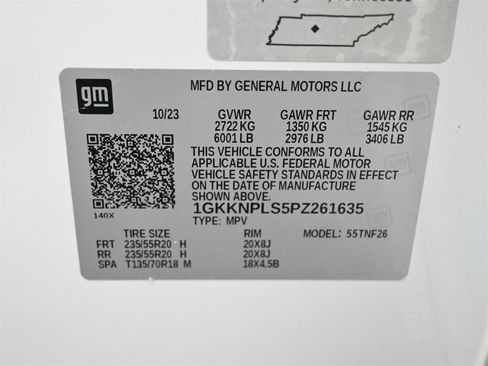 gm
MFD BY GENERAL MOTORS LLC
10/23 GVWR GAWR FRT GAWR RR
2722 KG 1350 KG 1545 KG
6001 LB 2976 LB 3406 LB
THIS VEHICLE CONFORMS TO ALL
APPLICABLE U.S. FEDERAL MOTOR
VEHICLE SAFETY STANDARDS IN EFFECT
ON THE DATE OF MANUFACTURE
SHOWN ABOVE.
1GKKNPLS5PZ261635
140X TYPE: MPV MODEL: 55TNF26
TIRE SIZE RIM
FRT 235/55R20 H 20X8J
RR 235/55R20 H 20X8J
SPA T135/70R18 M 18X4.5B